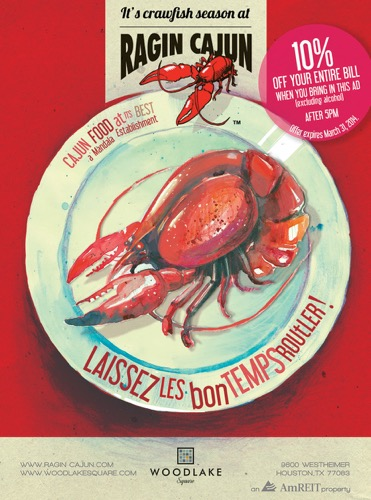 It's crawfish season at
RAGIN CAJUN
™
10%
OFF YOUR ENTIRE BILL
WHEN YOU BRING IN THIS AD
(excluding alcohol)
AFTER 5PM
Offer expires March 31, 2014
CAJUN FOOD at ITS BEST
a Mandala Establishment
LAISSEZ LES bon TEMPS ROULLER!
WWW.RAGIN-CAJUN.COM
WWW.WOODLAKESQUARE.COM
WOODLAKE
Square
9600 WESTHEIMER
HOUSTON, TX 77063
an AmREIT property